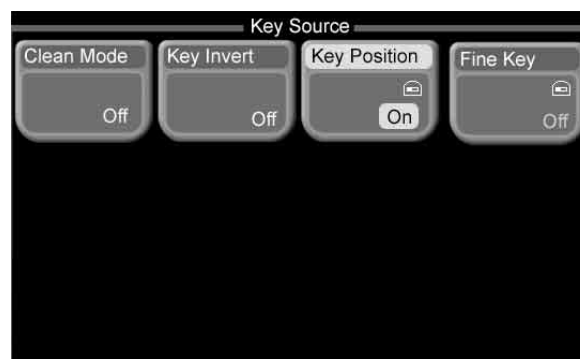 Key Source
Clean Mode Key Invert Key Position Fine Key
Off Off On Off